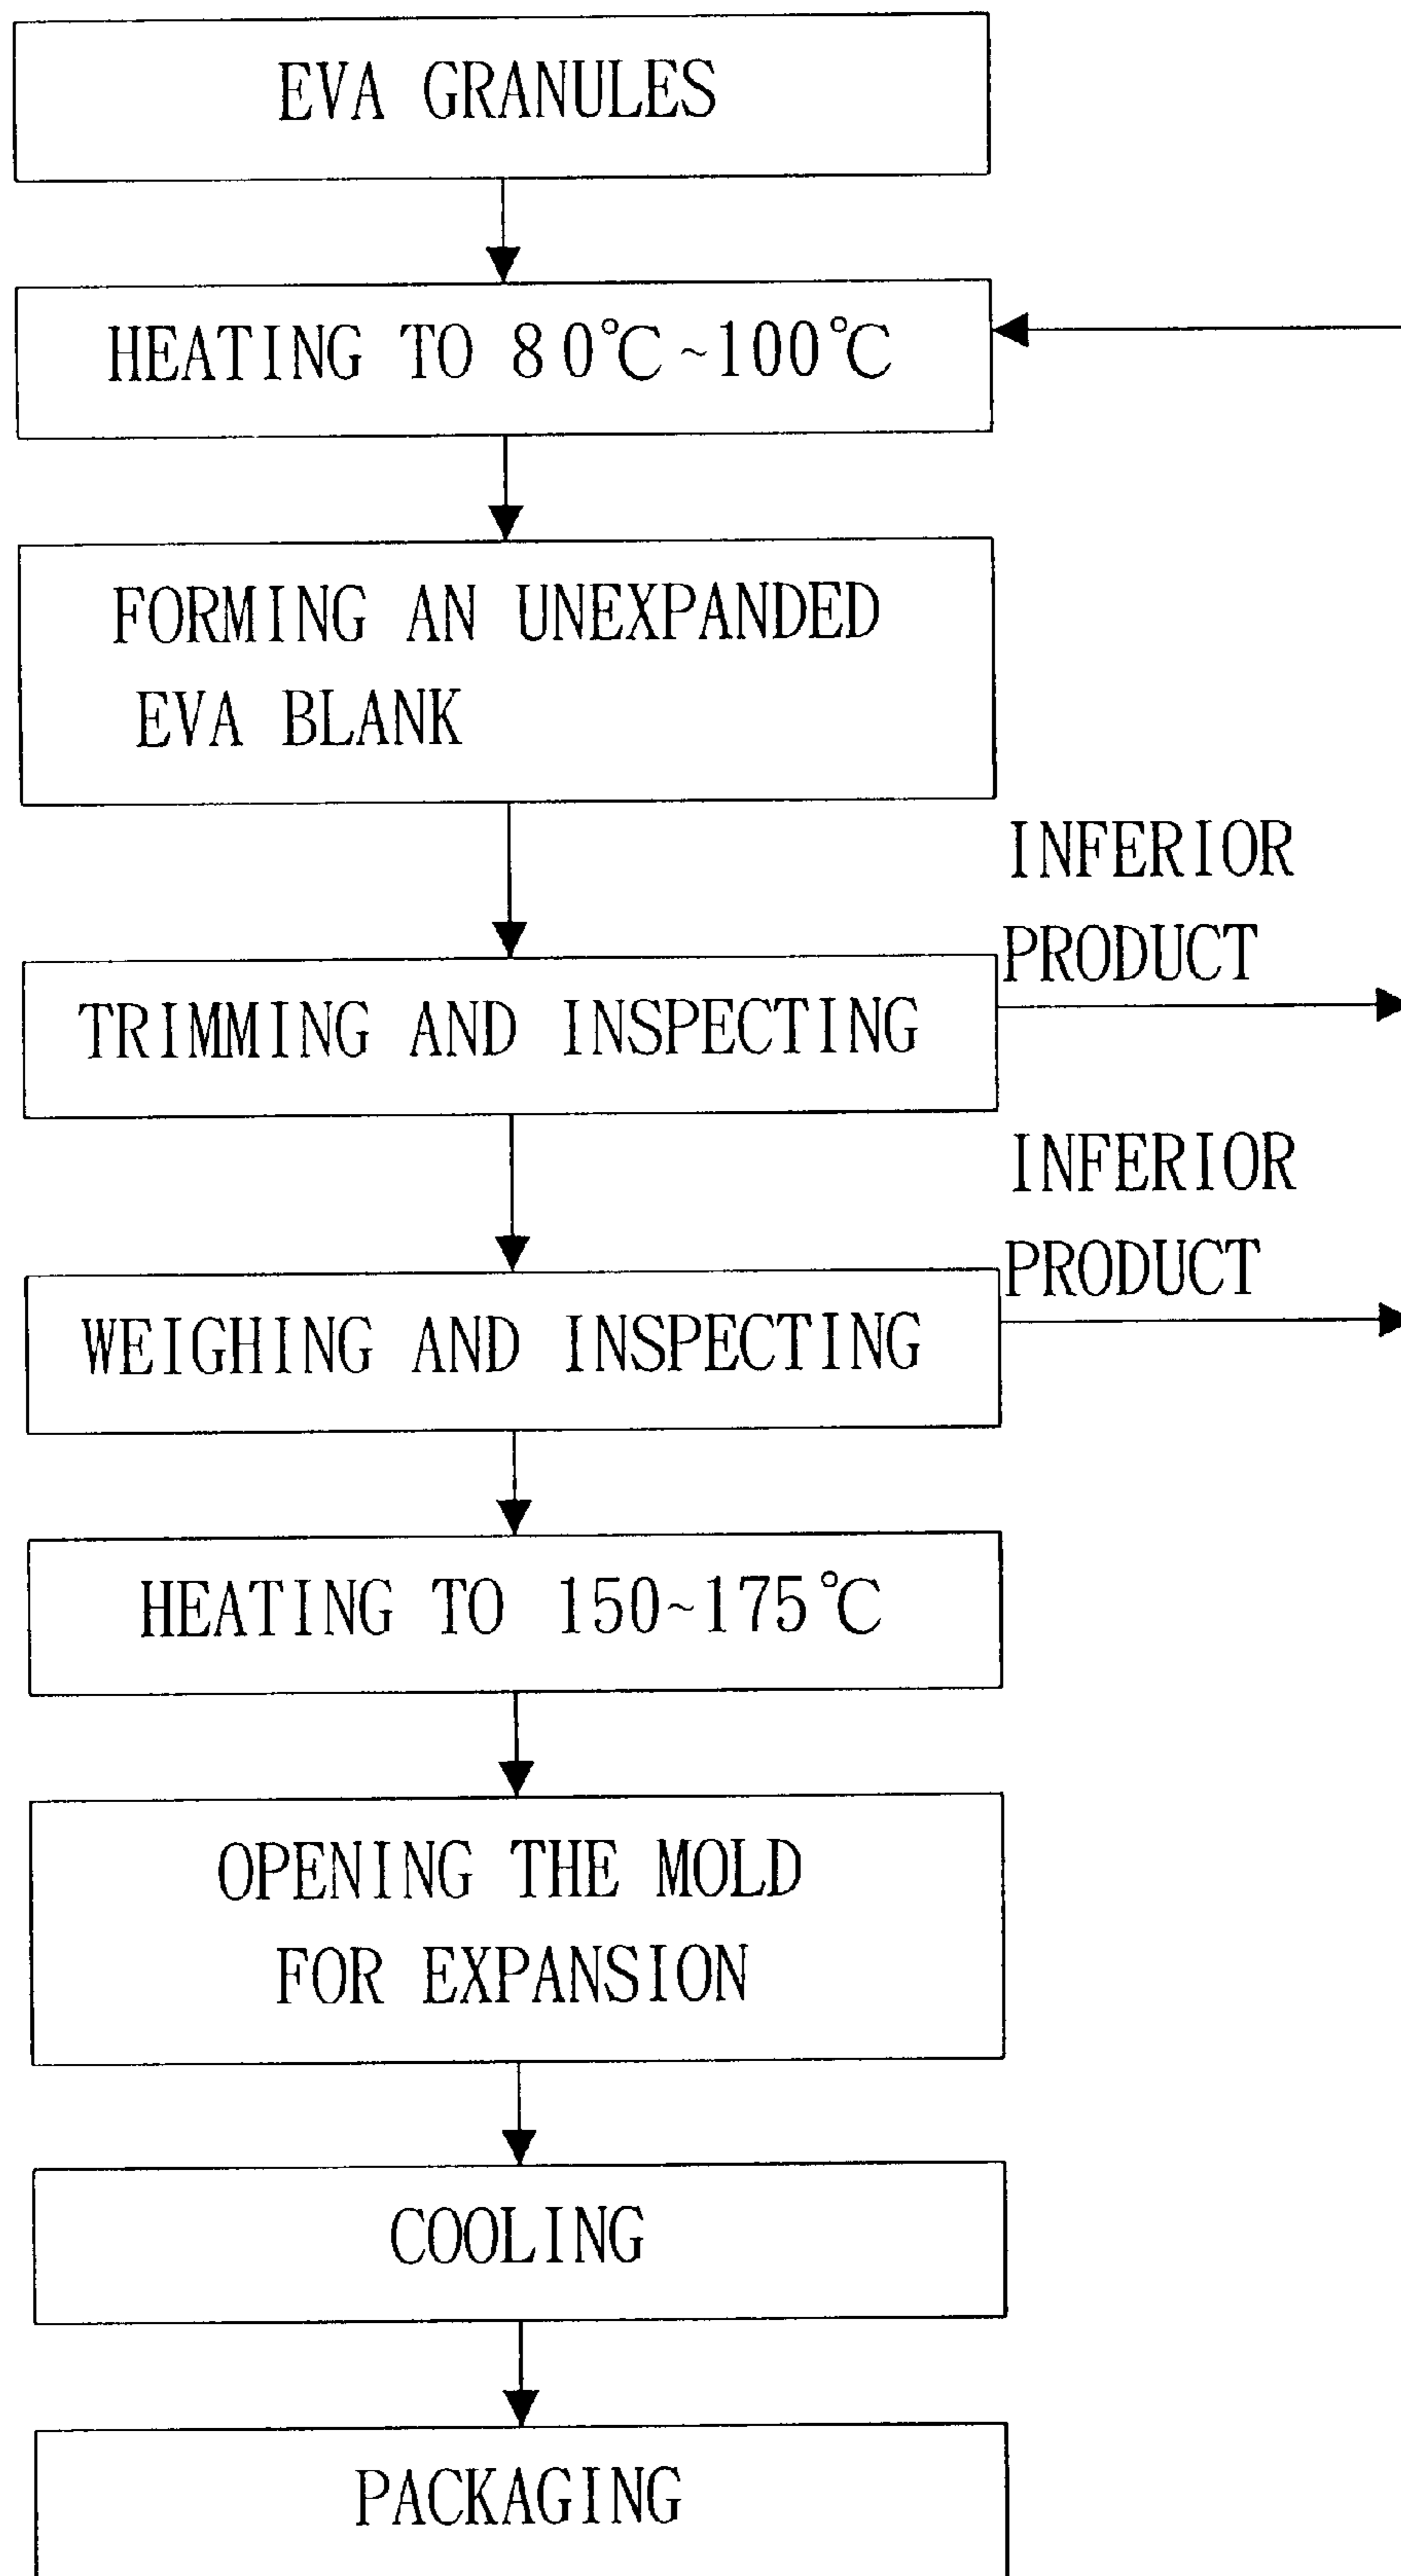 EVA GRANULES
HEATING TO 80℃~100℃
FORMING AN UNEXPANDED
EVA BLANK
INFERIOR
PRODUCT
TRIMMING AND INSPECTING
INFERIOR
PRODUCT
WEIGHING AND INSPECTING
HEATING TO 150~175℃
OPENING THE MOLD
FOR EXPANSION
COOLING
PACKAGING